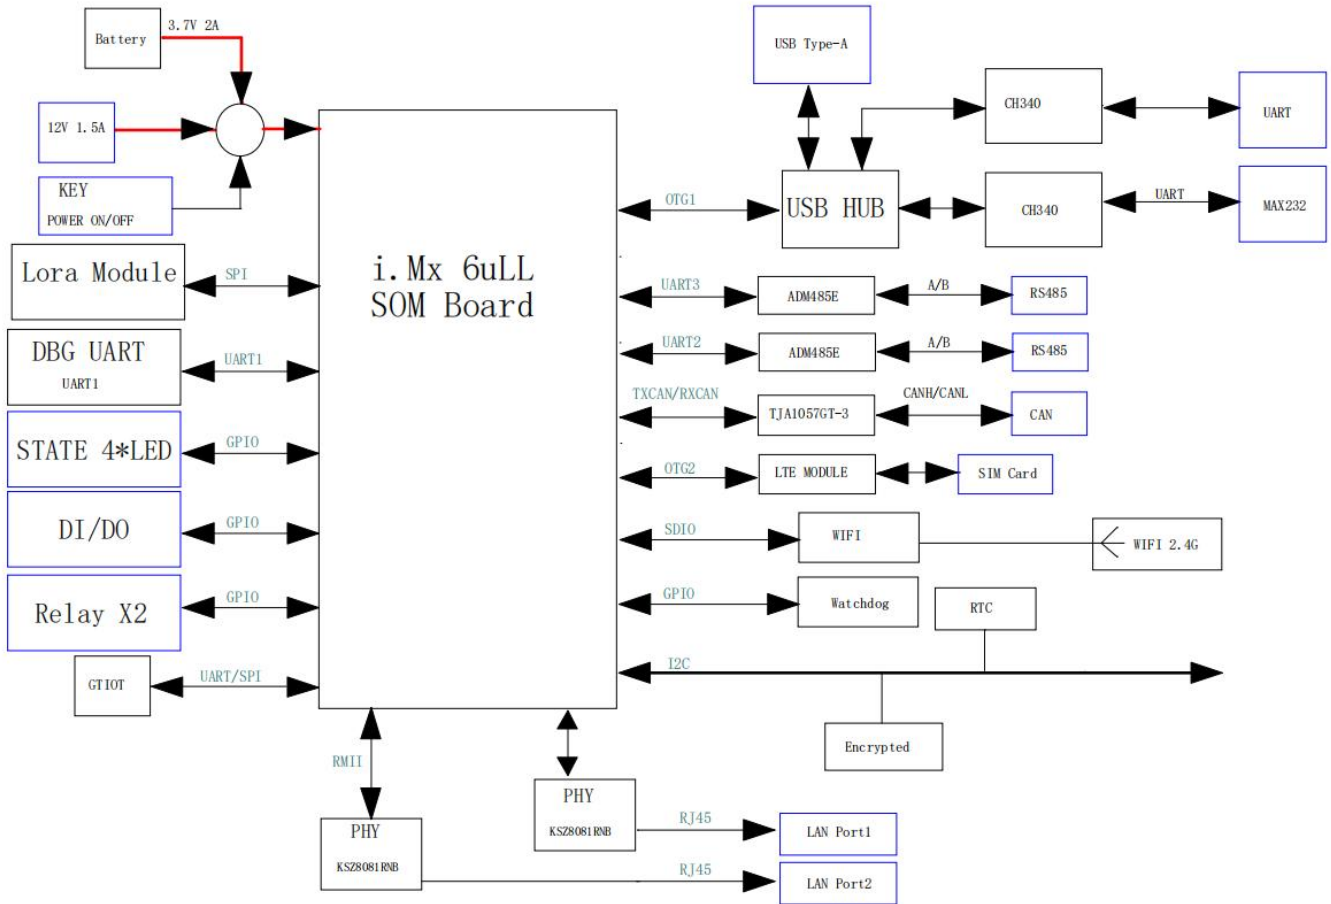 Battery
3.7V 2A
12V 1.5A
KEY
POWER ON/OFF
Lora Module
SPI
DBG UART
UART1
UART1
STATE 4*LED
GPIO
DI/DO
GPIO
Relay X2
GPIO
GTIOT
UART/SPI
i.Mx 6uLL
SOM Board
USB Type-A
OTG1
USB HUB
CH340
UART
CH340
UART
MAX232
UART3
ADM485E
A/B
RS485
UART2
ADM485E
A/B
RS485
TXCAN/RXCAN
TJA1057GT-3
CANH/CANL
CAN
OTG2
LTE MODULE
SIM Card
SDIO
WIFI
WIFI 2.4G
GPIO
Watchdog
RTC
I2C
Encrypted
RMII
PHY
KSZ8081RNB
RJ45
LAN Port1
PHY
KSZ8081RNB
RJ45
LAN Port2